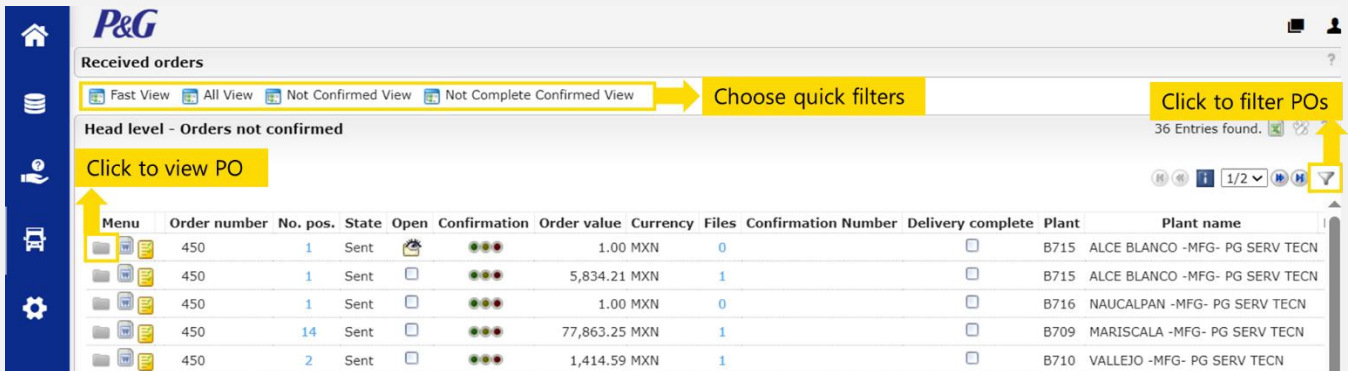 P&G
Received orders
?
Fast View All View Not Confirmed View Not Complete Confirmed View
Choose quick filters
Click to filter POs
Head level - Orders not confirmed
36 Entries found.
Click to view PO
1/2
Menu Order number No. pos. State Open Confirmation Order value Currency Files Confirmation Number Delivery complete Plant Plant name
450 1 Sent 1.00 MXN 0 B715 ALCE BLANCO -MFG- PG SERV TECN
450 1 Sent 5,834.21 MXN 1 B715 ALCE BLANCO -MFG- PG SERV TECN
450 1 Sent 1.00 MXN 0 B716 NAUCALPAN -MFG- PG SERV TECN
450 14 Sent 77,863.25 MXN 1 B709 MARISCALA -MFG- PG SERV TECN
450 2 Sent 1,414.59 MXN 1 B710 VALLEJO -MFG- PG SERV TECN